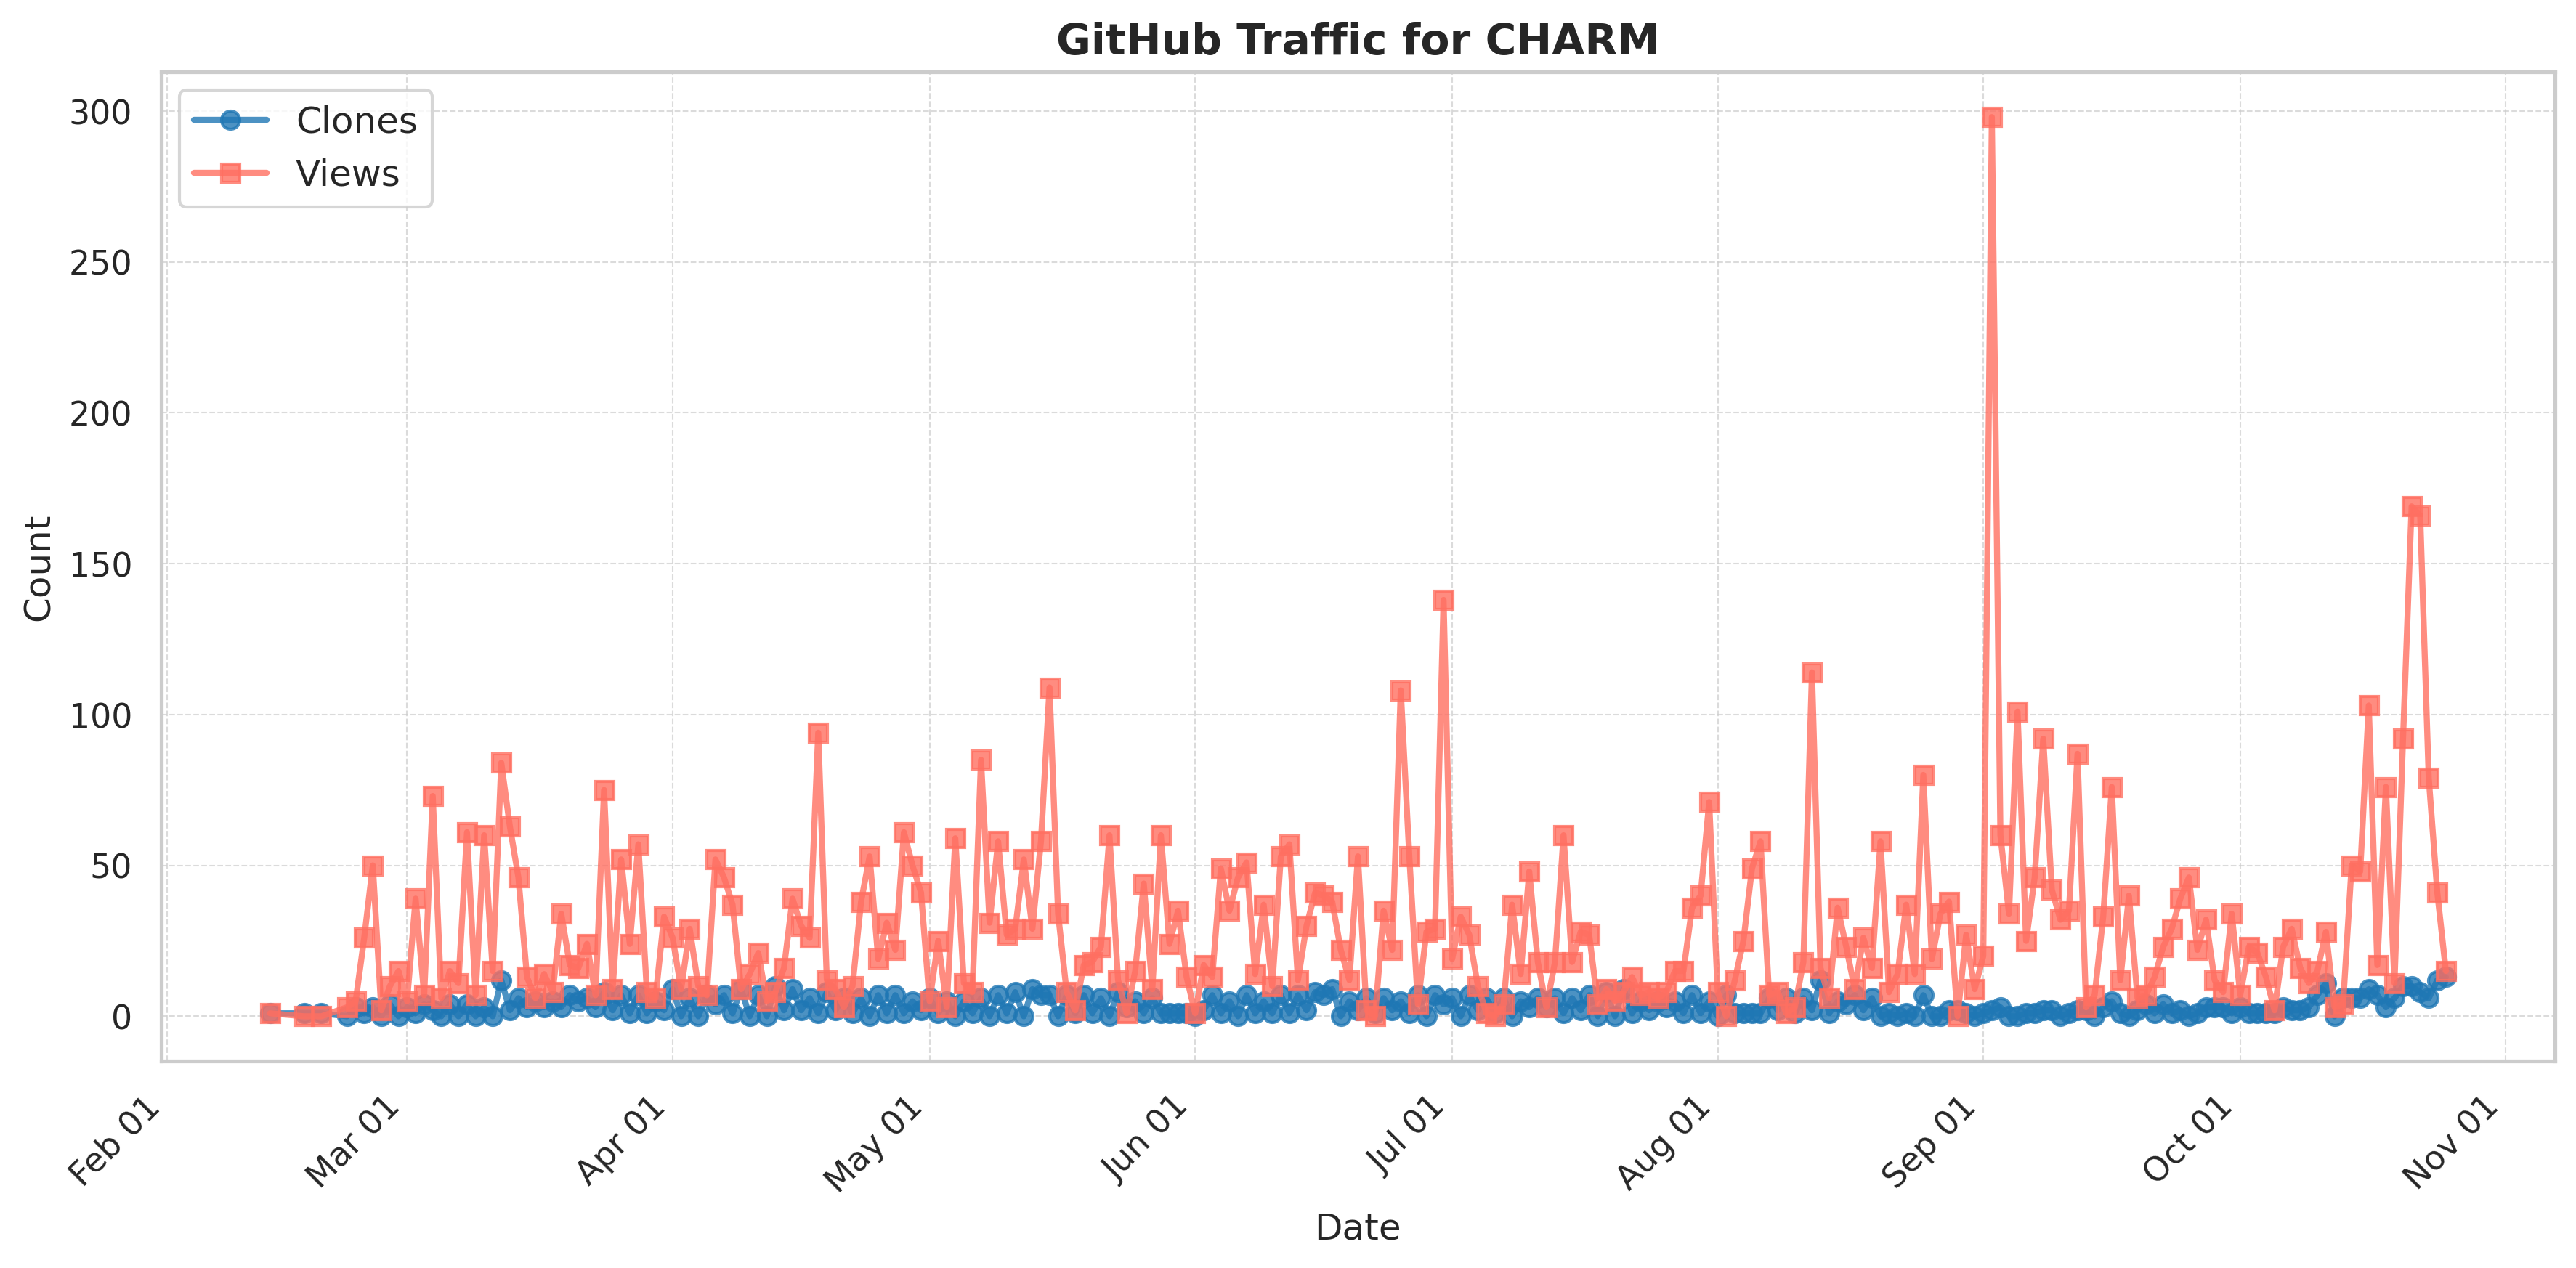 GitHub Traffic for CHARM
Clones
Views
300
250
200
150
100
50
0
Count
Feb 01
Mar 01
Apr 01
May 01
Jun 01
Jul 01
Aug 01
Sep 01
Oct 01
Nov 01
Date